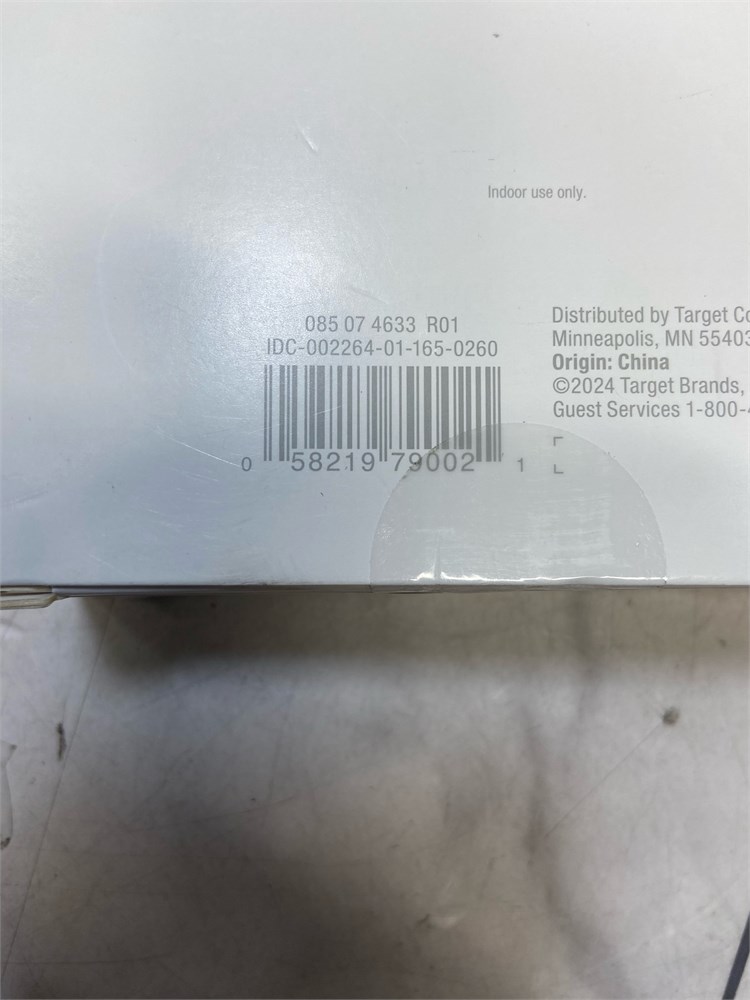 Indoor use only.
085 07 4633 R01
IDC-002264-01-165-0260
0 58219 79002 1
Distributed by Target
Minneapolis, MN 55403
Origin: China
©2024 Target Brands,
Guest Services 1-800-